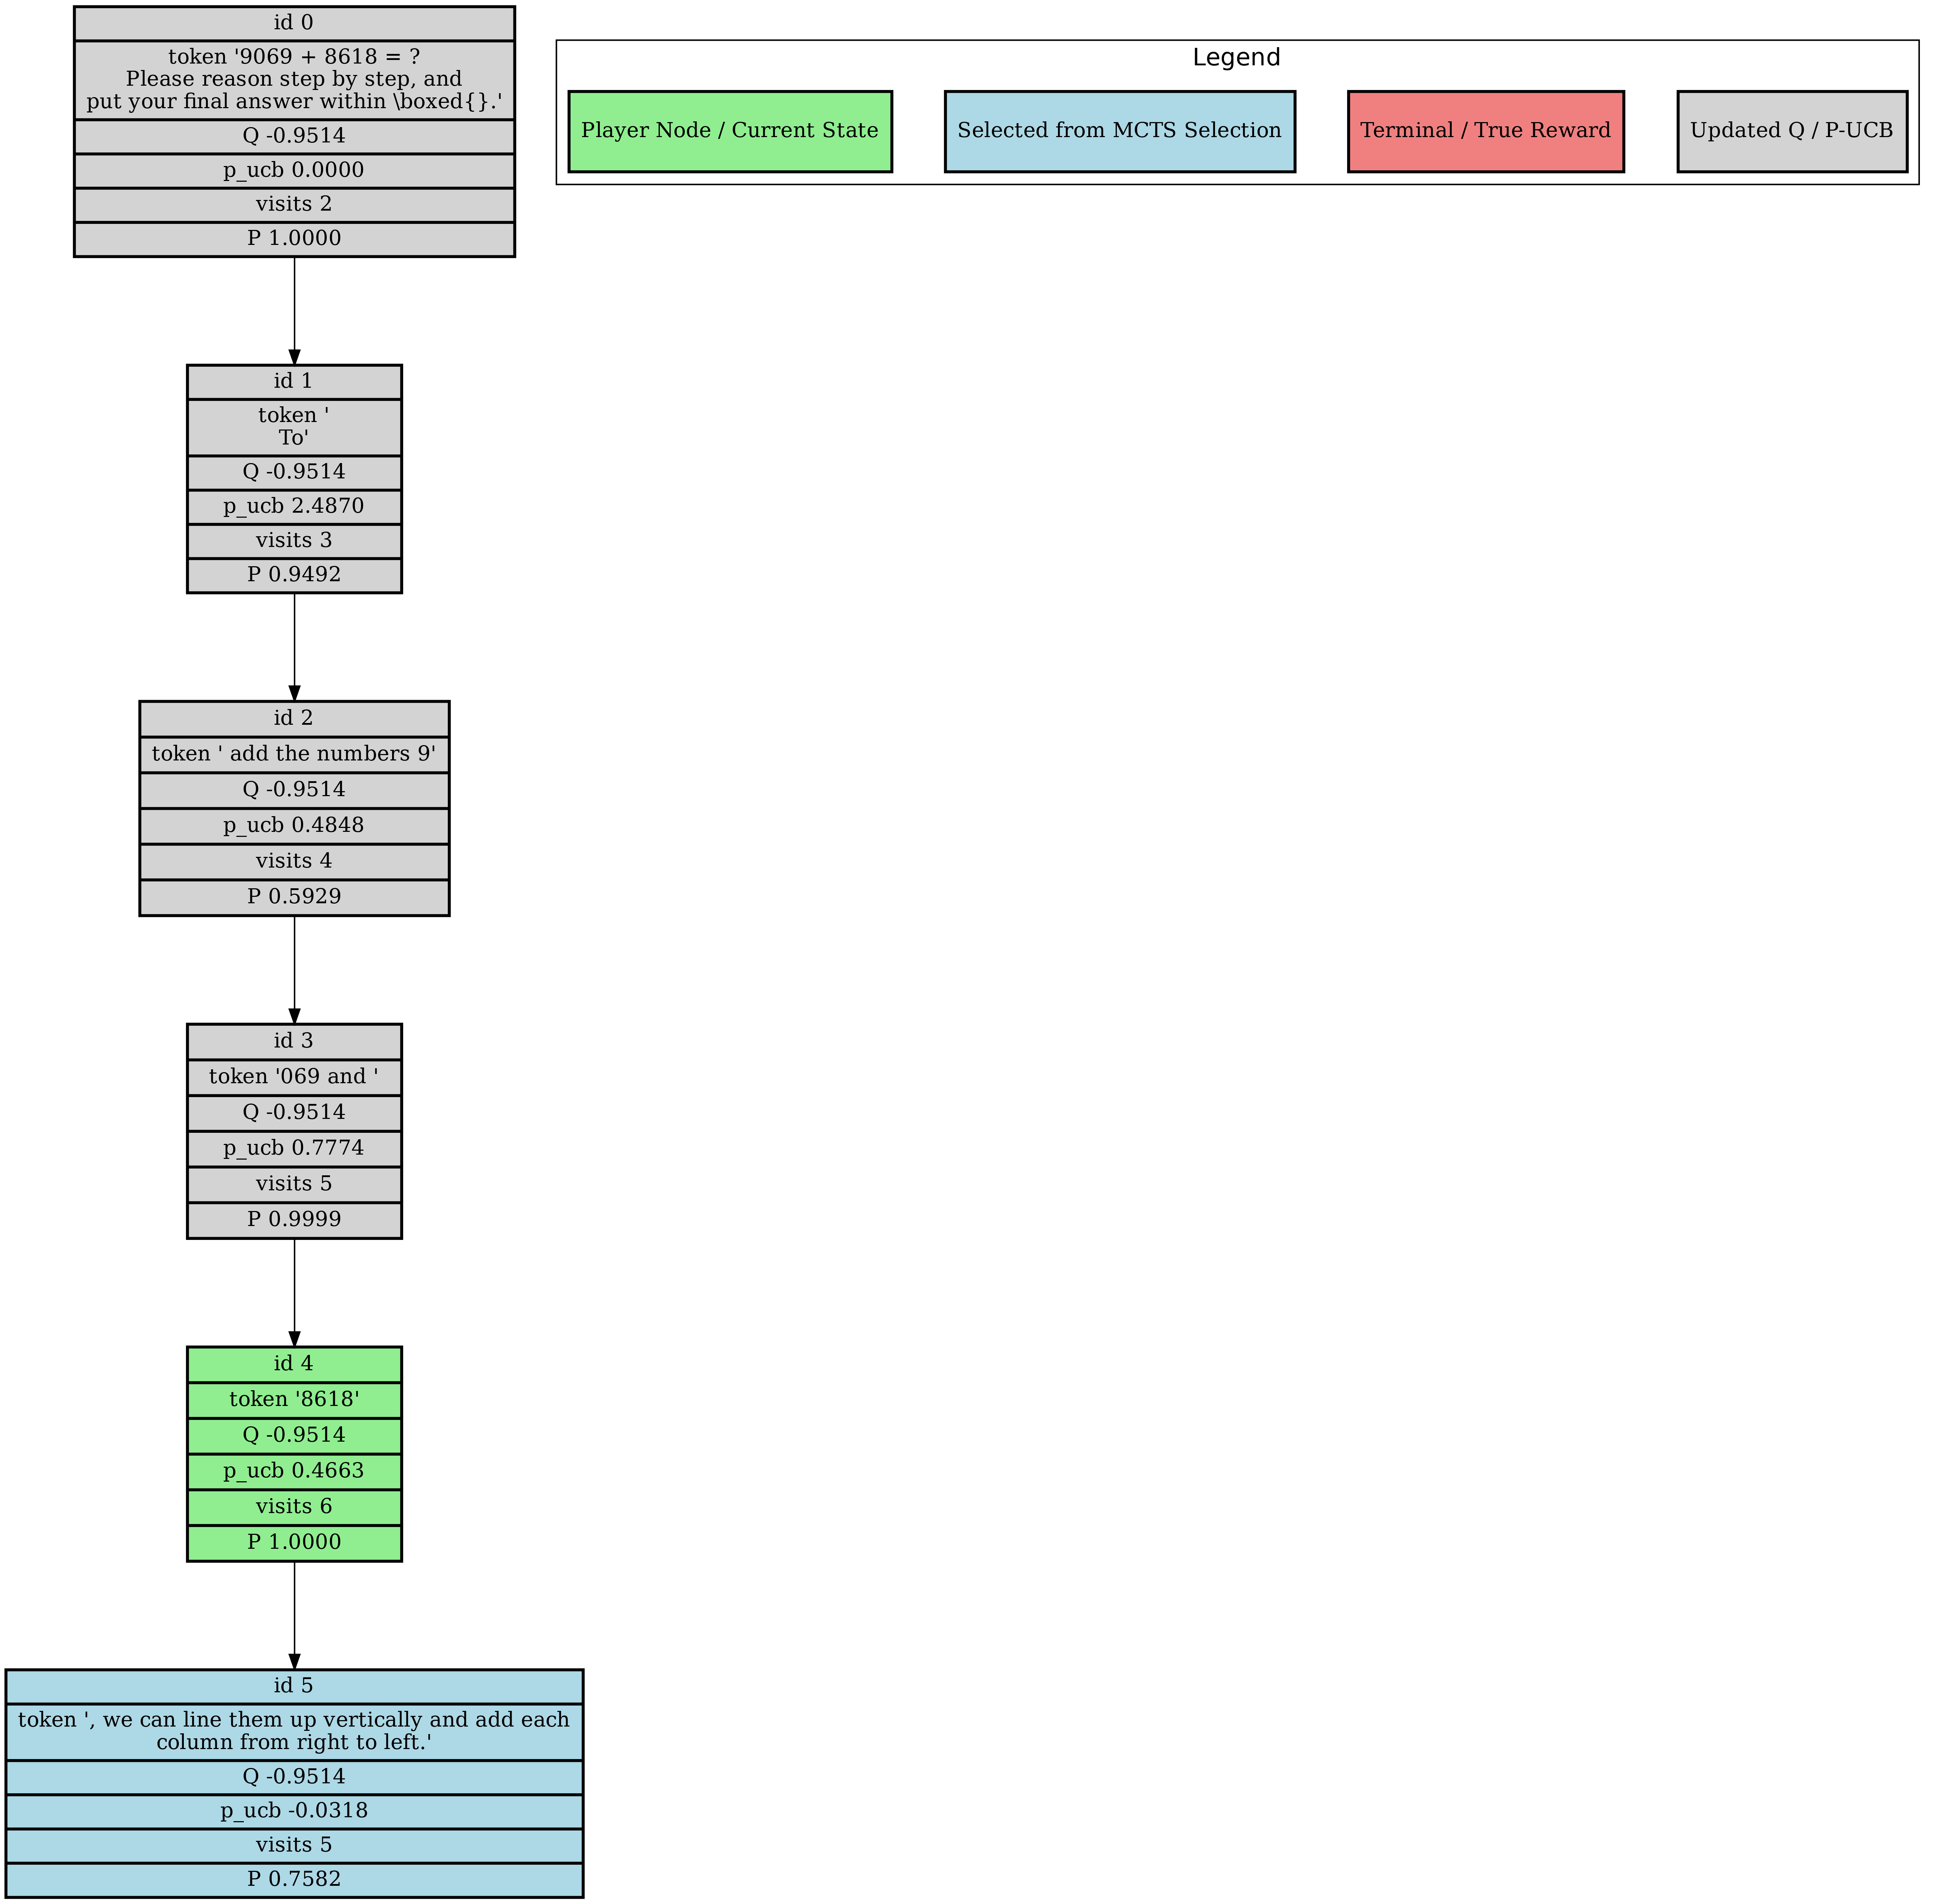 id 0
token '9069 + 8618 = ?
Please reason step by step, and
put your final answer within \boxed{}.'
Q -0.9514
p_ucb 0.0000
visits 2
P 1.0000
Legend
Player Node / Current State
Selected from MCTS Selection
Terminal / True Reward
Updated Q / P-UCB
id 1
token '
To'
Q -0.9514
p_ucb 2.4870
visits 3
P 0.9492
id 2
token ' add the numbers 9'
Q -0.9514
p_ucb 0.4848
visits 4
P 0.5929
id 3
token '069 and '
Q -0.9514
p_ucb 0.7774
visits 5
P 0.9999
id 4
token '8618'
Q -0.9514
p_ucb 0.4663
visits 6
P 1.0000
id 5
token ', we can line them up vertically and add each
column from right to left.'
Q -0.9514
p_ucb -0.0318
visits 5
P 0.7582